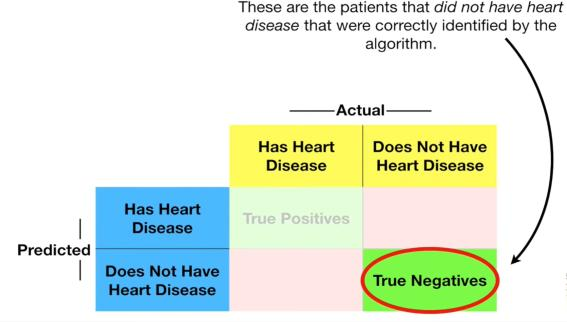 These are the patients that did not have heart
disease that were correctly identified by the
algorithm.
Actual
Has Heart
Disease
Does Not Have
Heart Disease
Has Heart
Disease
True Positives
Predicted
Does Not Have
Heart Disease
True Negatives